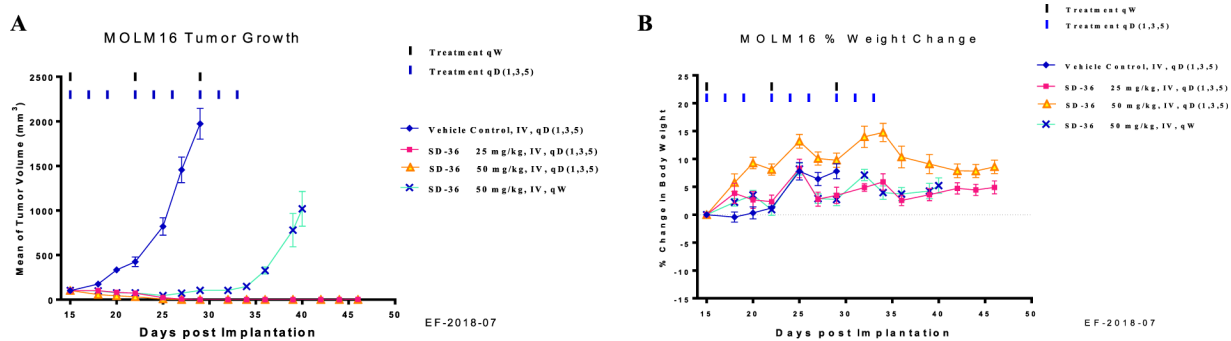 A
MOLM16 Tumor Growth
Treatment qW
Treatment qD(1,3,5)
Mean of Tumor Volume (mm³)
2500
2000
1500
1000
500
0
15 20 25 30 35 40 45 50
Days post Implantation
Vehicle Control, IV, qD(1,3,5)
SD-36 25 mg/kg, IV, qD(1,3,5)
SD-36 50 mg/kg, IV, qD(1,3,5)
SD-36 50 mg/kg, IV, qW
EF-2018-07
B
MOLM16 % Weight Change
Treatment qW
Treatment qD(1,3,5)
% Change in Body Weight
25
20
15
10
5
0
-5
-10
-15
15 20 25 30 35 40 45 50
Days post Implantation
Vehicle Control, IV, qD(1,3,5)
SD-36 25 mg/kg, IV, qD(1,3,5)
SD-36 50 mg/kg, IV, qD(1,3,5)
SD-36 50 mg/kg, IV, qW
EF-2018-07